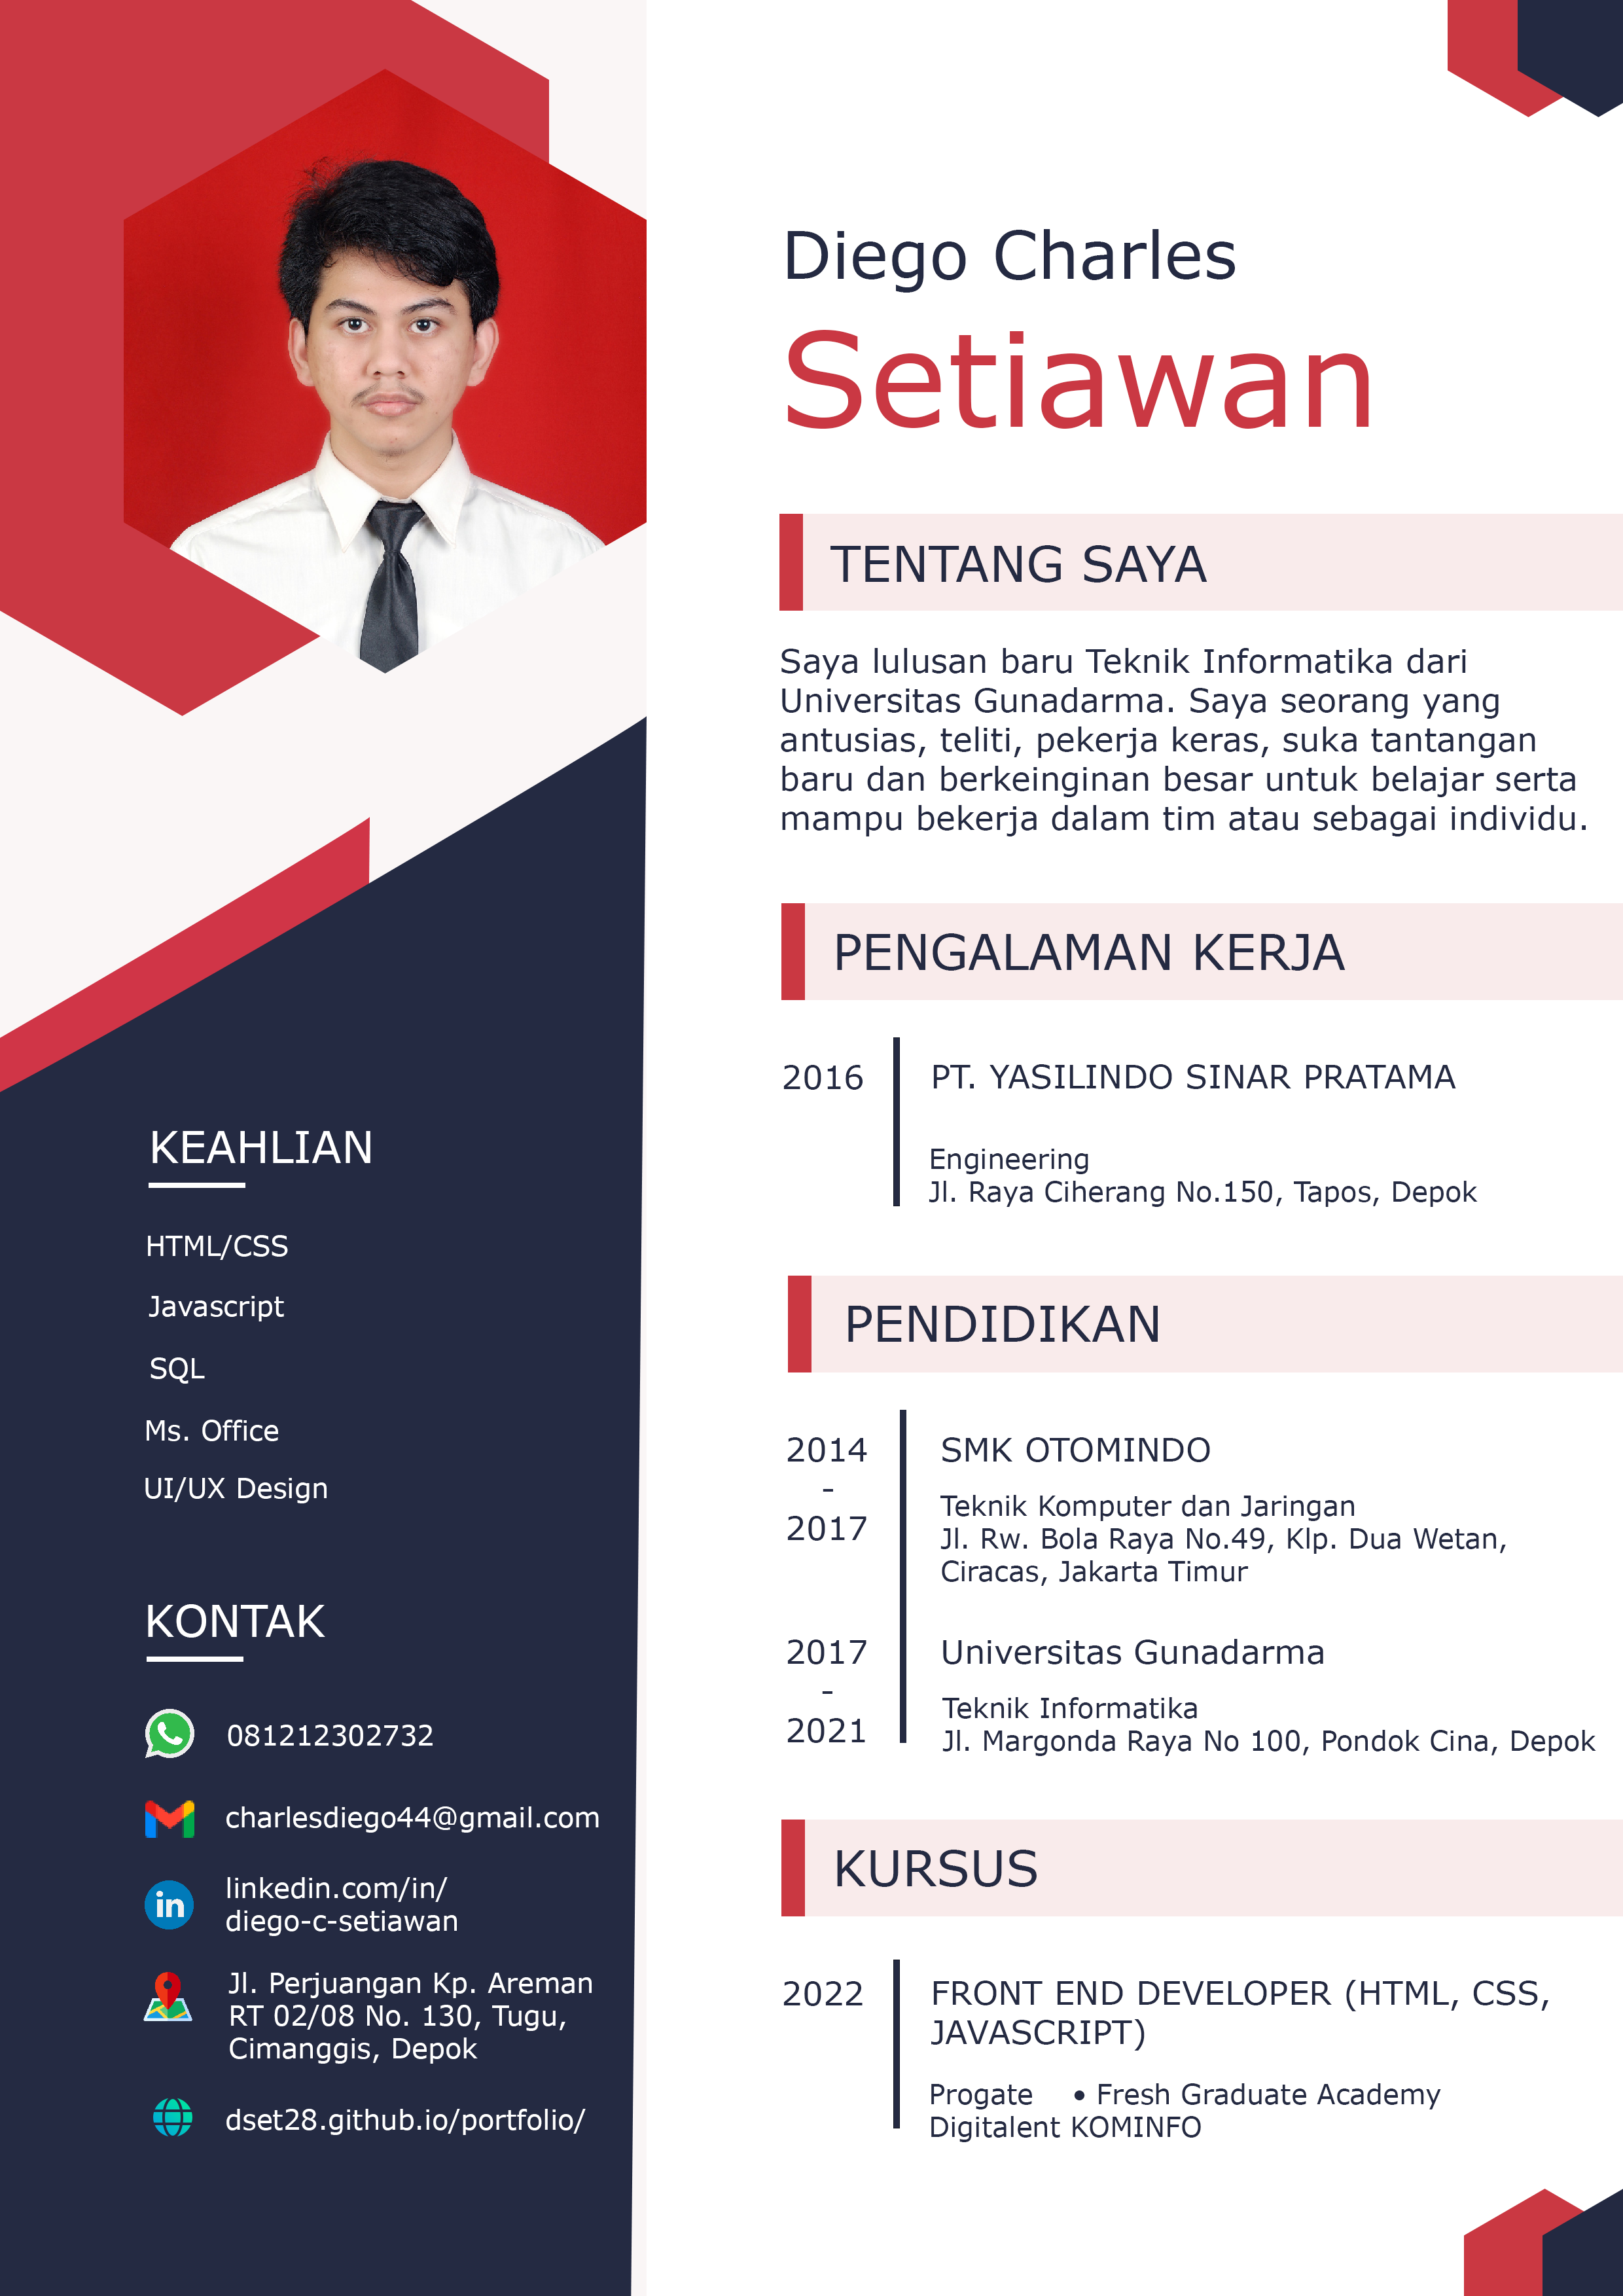 Diego Charles
Setiawan
TENTANG SAYA
Saya lulusan baru Teknik Informatika dari
Universitas Gunadarma. Saya seorang yang
antusias, teliti, pekerja keras, suka tantangan
baru dan berkeinginan besar untuk belajar serta
mampu bekerja dalam tim atau sebagai individu.
PENGALAMAN KERJA
2016
PT. YASILINDO SINAR PRATAMA
Engineering
Jl. Raya Ciherang No.150, Tapos, Depok
PENDIDIKAN
2014
-
2017
SMK OTOMINDO
Teknik Komputer dan Jaringan
Jl. Rw. Bola Raya No.49, Klp. Dua Wetan,
Ciracas, Jakarta Timur
2017
-
2021
Universitas Gunadarma
Teknik Informatika
Jl. Margonda Raya No 100, Pondok Cina, Depok
KURSUS
2022
FRONT END DEVELOPER (HTML, CSS,
JAVASCRIPT)
Progate • Fresh Graduate Academy
Digitalent KOMINFO
KEAHLIAN
HTML/CSS
Javascript
SQL
Ms. Office
UI/UX Design
KONTAK
081212302732
charlesdiego44@gmail.com
in
linkedin.com/in/
diego-c-setiawan
Jl. Perjuangan Kp. Areman
RT 02/08 No. 130, Tugu,
Cimanggis, Depok
dset28.github.io/portfolio/